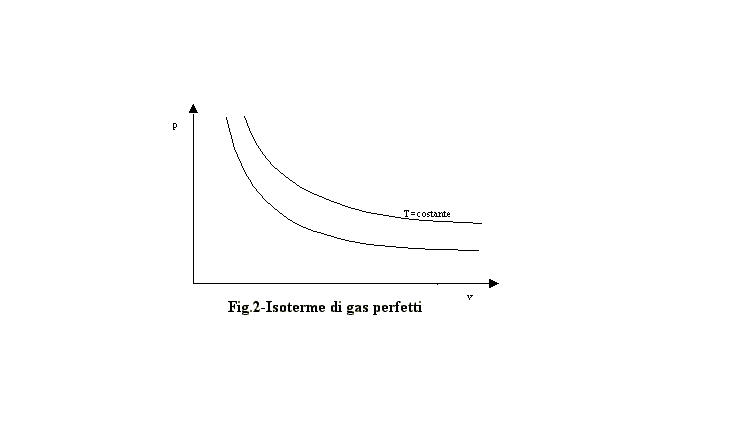 p
T=costante
v
Fig.2-Isoterme di gas perfetti